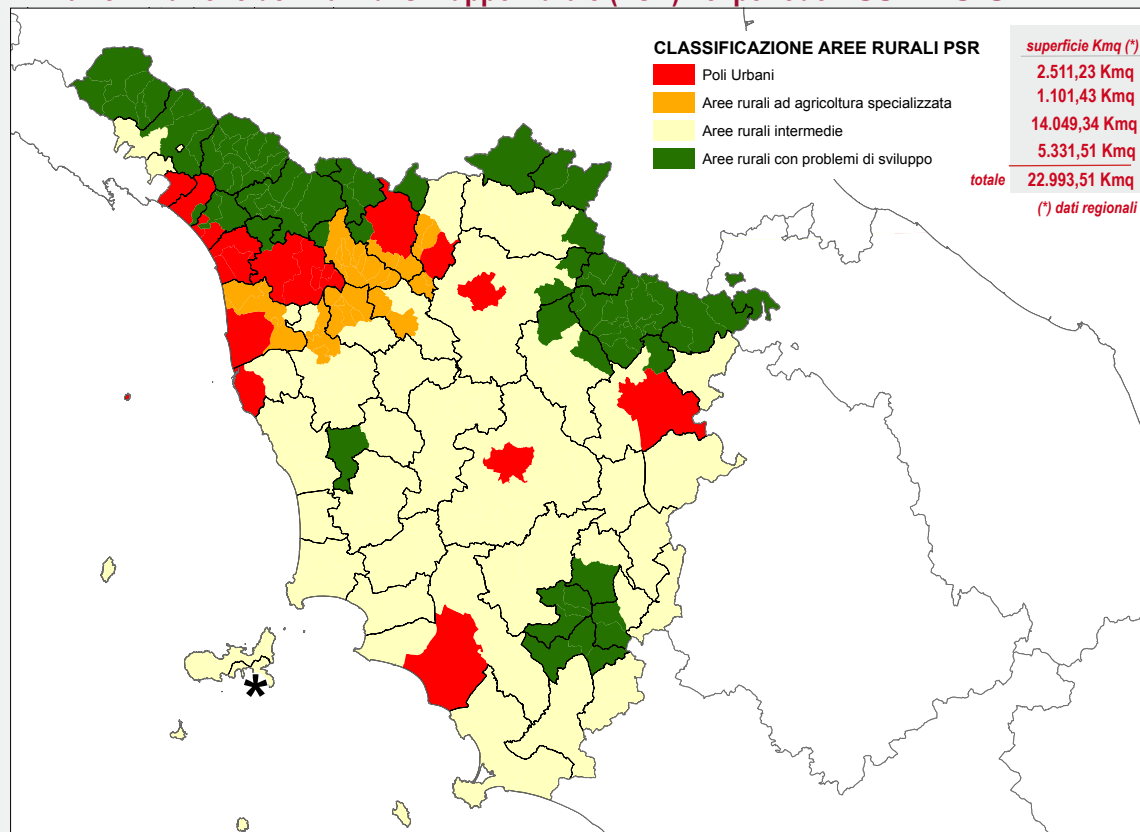 CLASSIFICAZIONE AREE RURALI PSR
superficie Kmq (*)
Poli Urbani
2.511,23 Kmq
Aree rurali ad agricoltura specializzata
1.101,43 Kmq
Aree rurali intermedie
14.049,34 Kmq
Aree rurali con problemi di sviluppo
5.331,51 Kmq
totale 22.993,51 Kmq
(*) dati regionali
*